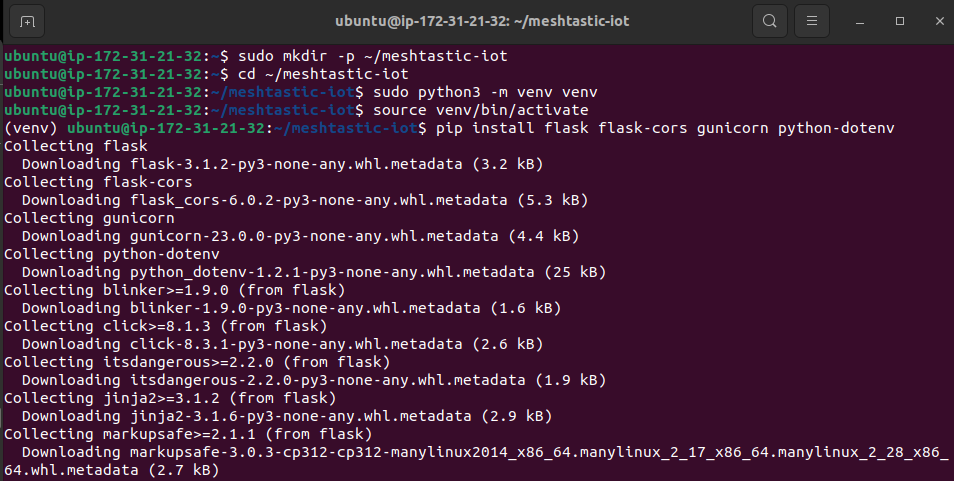 ubuntu@ip-172-31-21-32: ~/meshtastic-iot
ubuntu@ip-172-31-21-32:~$ sudo mkdir -p ~/meshtastic-iot
ubuntu@ip-172-31-21-32:~$ cd ~/meshtastic-iot
ubuntu@ip-172-31-21-32:~/meshtastic-iot$ sudo python3 -m venv venv
ubuntu@ip-172-31-21-32:~/meshtastic-iot$ source venv/bin/activate
(venv) ubuntu@ip-172-31-21-32:~/meshtastic-iot$ pip install flask flask-cors gunicorn python-dotenv
Collecting flask
  Downloading flask-3.1.2-py3-none-any.whl.metadata (3.2 kB)
Collecting flask-cors
  Downloading flask_cors-6.0.2-py3-none-any.whl.metadata (5.3 kB)
Collecting gunicorn
  Downloading gunicorn-23.0.0-py3-none-any.whl.metadata (4.4 kB)
Collecting python-dotenv
  Downloading python_dotenv-1.2.1-py3-none-any.whl.metadata (25 kB)
Collecting blinker>=1.9.0 (from flask)
  Downloading blinker-1.9.0-py3-none-any.whl.metadata (1.6 kB)
Collecting click>=8.1.3 (from flask)
  Downloading click-8.3.1-py3-none-any.whl.metadata (2.6 kB)
Collecting itsdangerous>=2.2.0 (from flask)
  Downloading itsdangerous-2.2.0-py3-none-any.whl.metadata (1.9 kB)
Collecting jinja2>=3.1.2 (from flask)
  Downloading jinja2-3.1.6-py3-none-any.whl.metadata (2.9 kB)
Collecting markupsafe>=2.1.1 (from flask)
  Downloading markupsafe-3.0.3-cp312-cp312-manylinux2014_x86_64.manylinux_2_17_x86_64.manylinux_2_28_x86_
64.whl.metadata (2.7 kB)